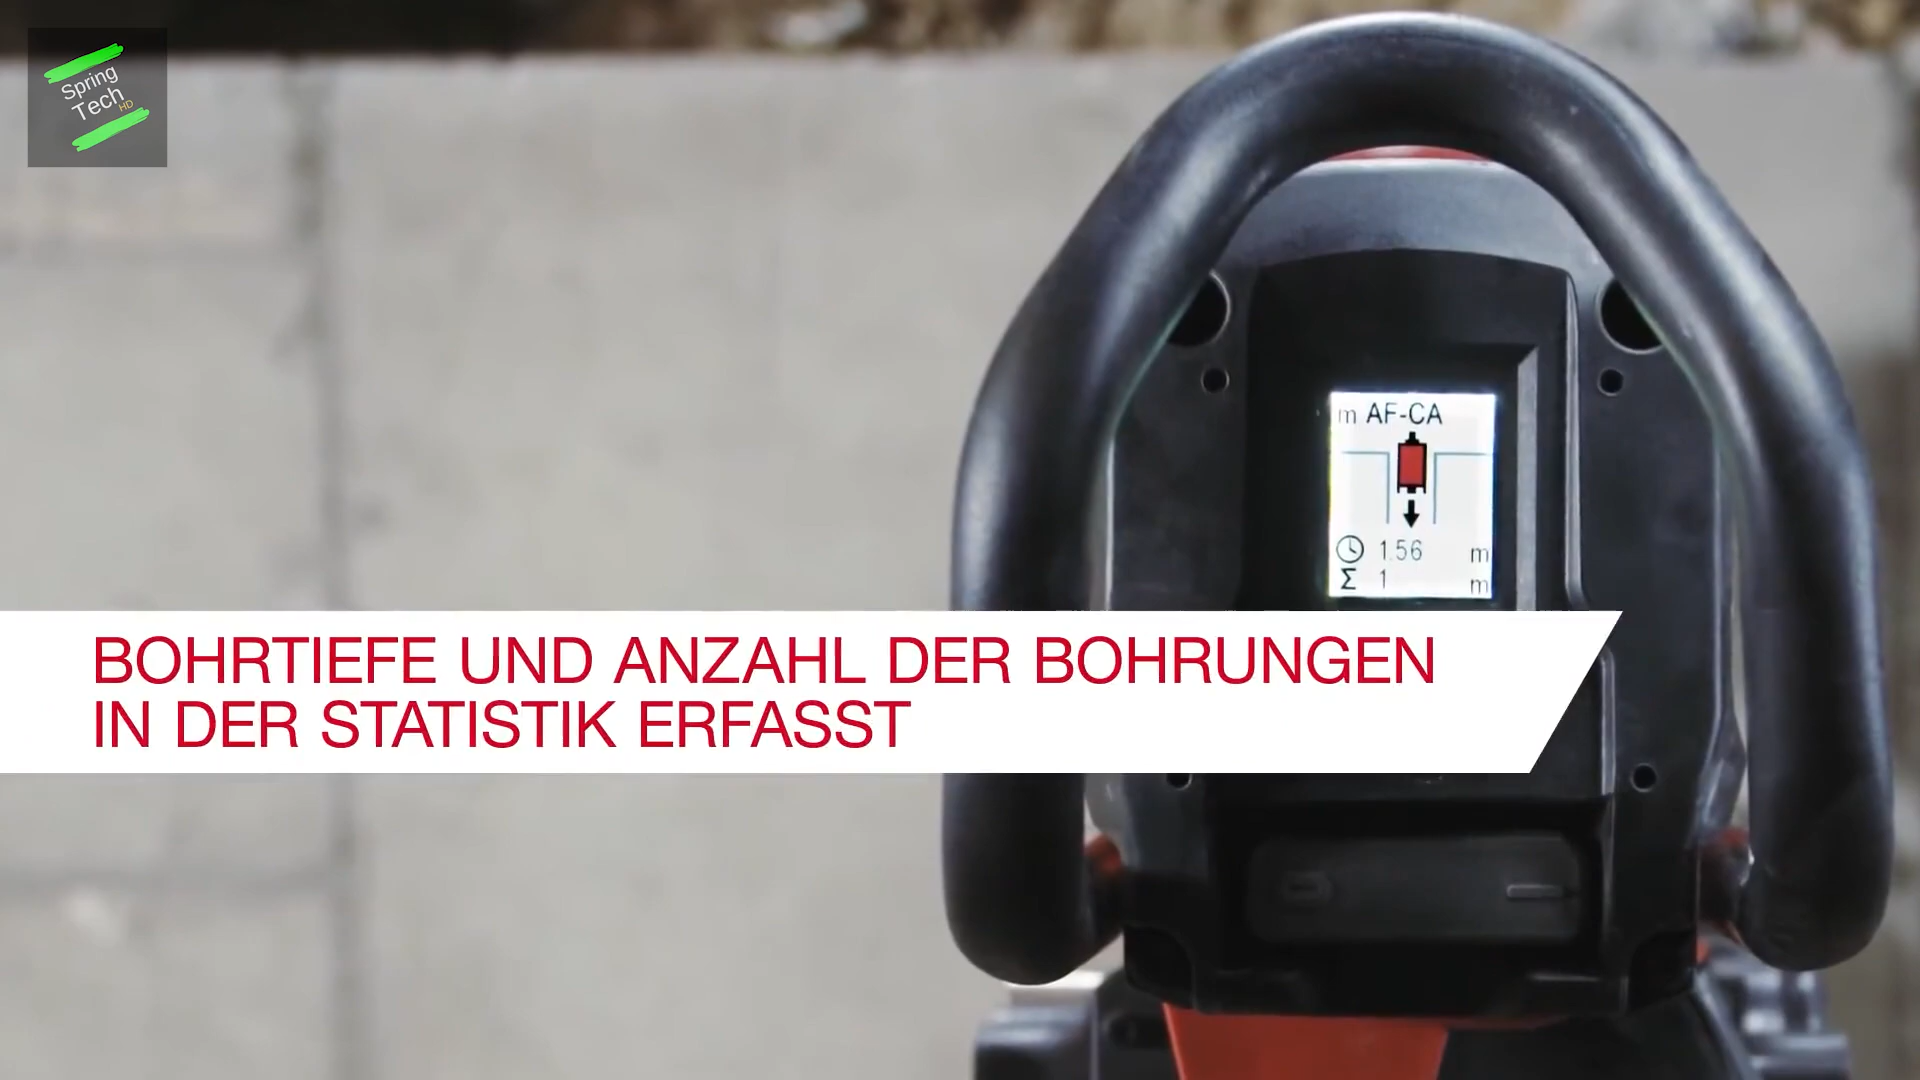 Spring
Tech HD
m AF-CA
1.56 m
Σ 1 m
BOHRTIEFE UND ANZAHL DER BOHRUNGEN
IN DER STATISTIK ERFASST